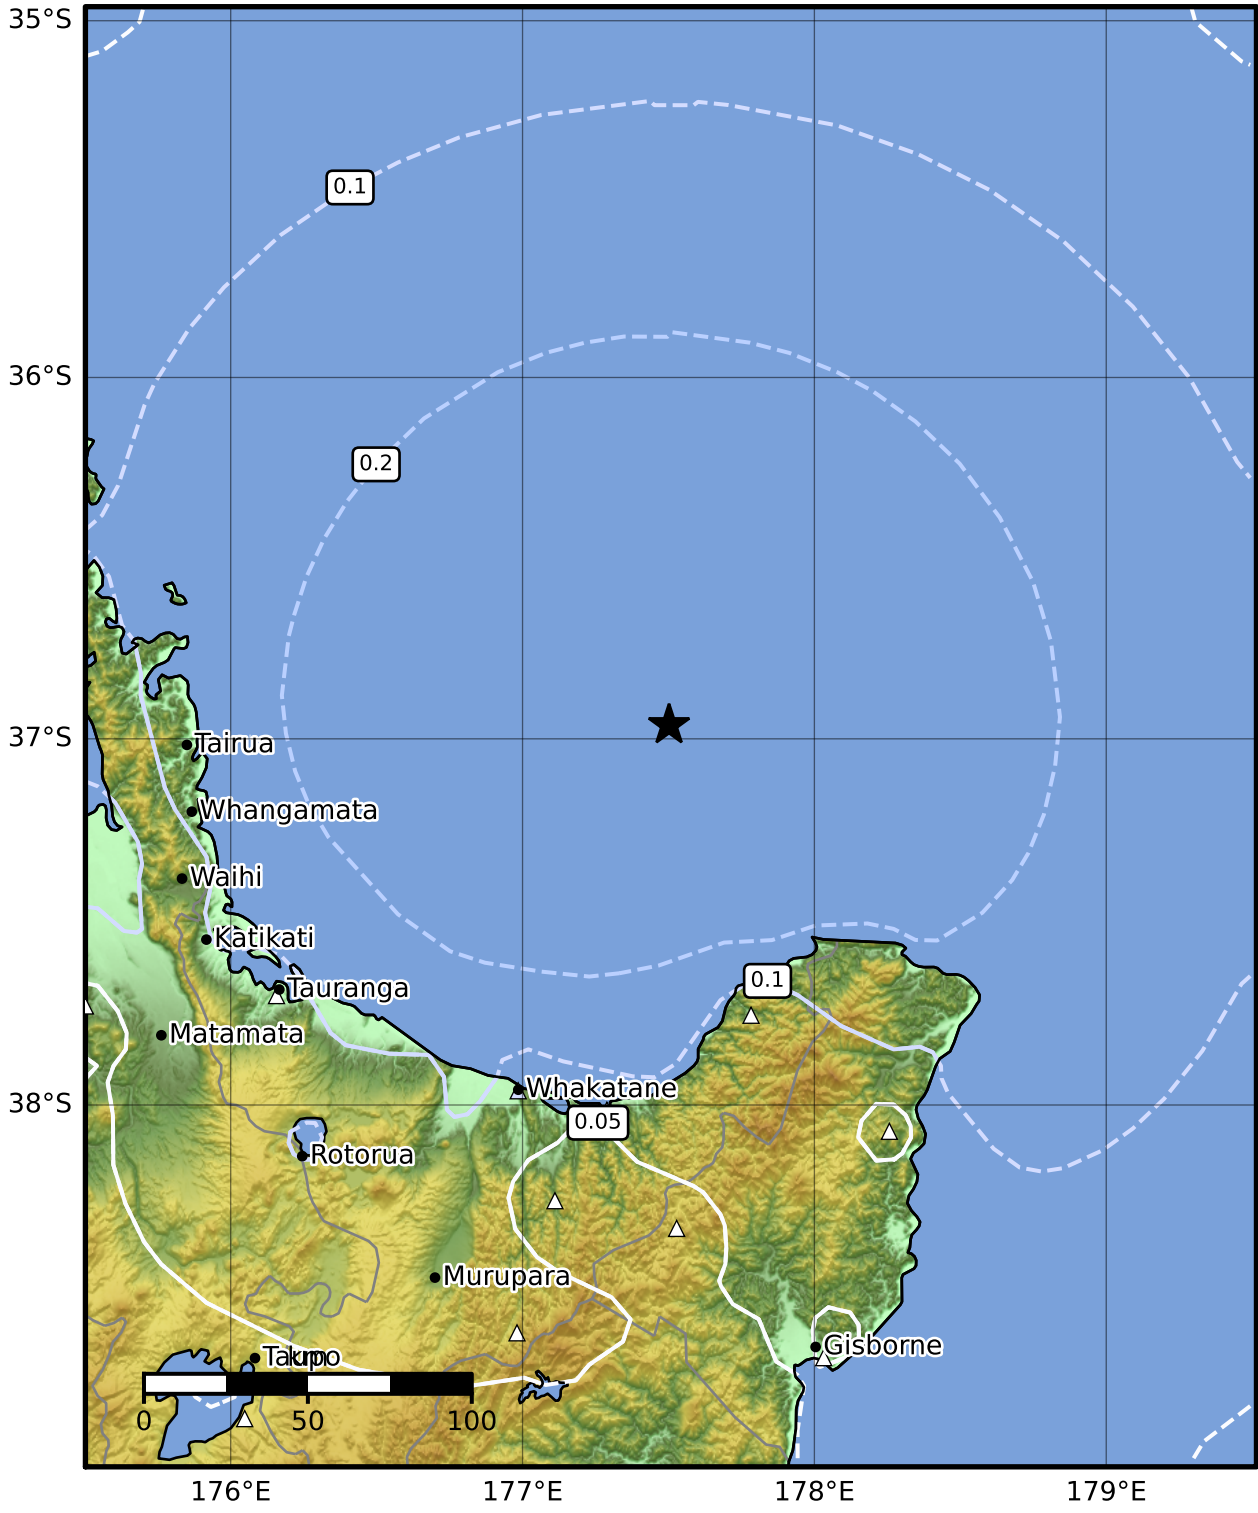 35°S
0.1
36°S
0.2
37°S
Tairua
Whangamata
Waihi
Katikati
0.1
Tauranga
Matamata
38°S
Whakatane
0.05
Rotorua
Murupara
Gisborne
Taupo
km
0 50 100
176°E 177°E 178°E 179°E